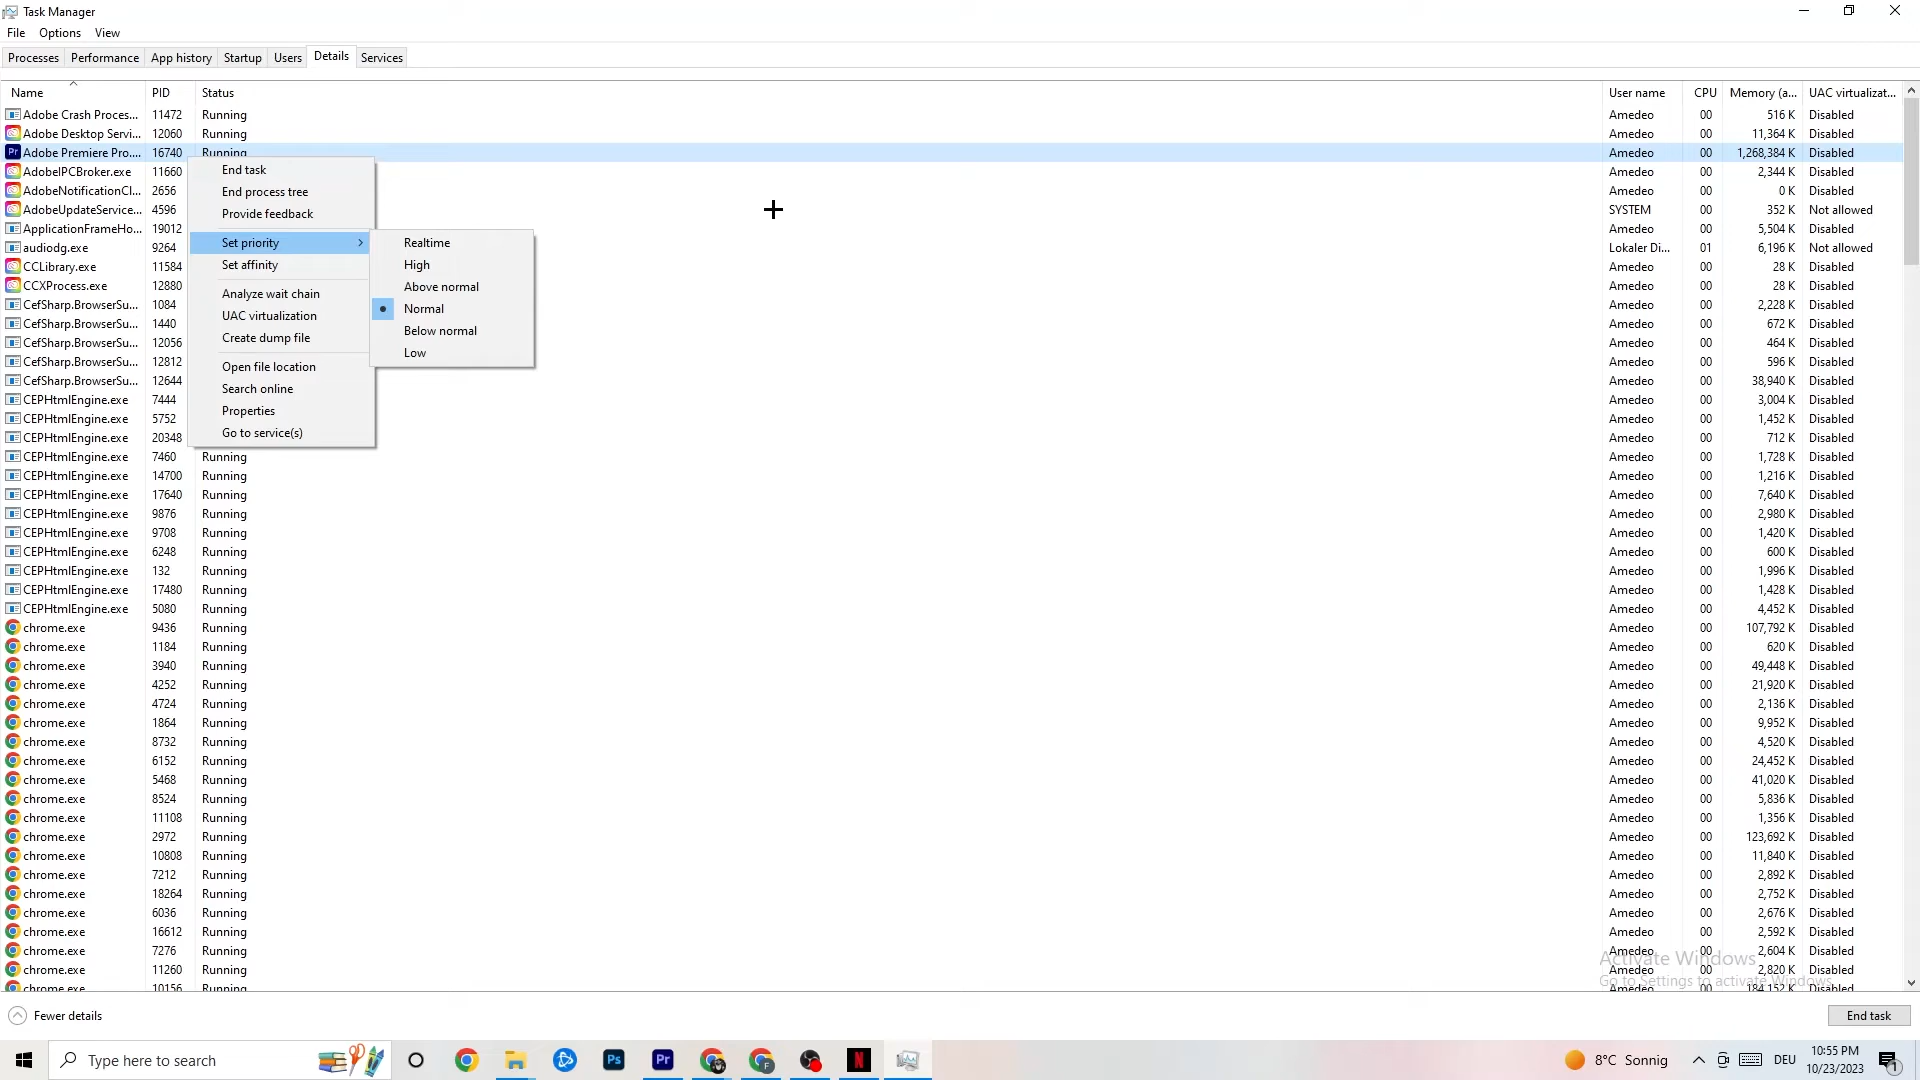 Task Manager
File Options View
Processes Performance App history Startup Users Details Services
Name PID Status User name CPU Memory (a... UAC virtualizat...
Adobe Crash Proces... 11472 Running Amedeo 00 516 K Disabled
Adobe Desktop Servi... 12060 Running Amedeo 00 11,364 K Disabled
Adobe Premiere Pro.... 16740 Running Amedeo 00 1,268,384 K Disabled
AdobeIPCBroker.exe 11660 Amedeo 00 2,344 K Disabled
AdobeNotificationCl... 2656 Amedeo 00 0 K Disabled
AdobeUpdateService... 4596 SYSTEM 00 352 K Not allowed
ApplicationFrameHo... 19012 Amedeo 00 5,504 K Disabled
audiodg.exe 9264 Lokaler Di... 01 6,196 K Not allowed
CCLibrary.exe 11584 Amedeo 00 28 K Disabled
CCXProcess.exe 12880 Amedeo 00 28 K Disabled
CefSharp.BrowserSu... 1084 Amedeo 00 2,228 K Disabled
CefSharp.BrowserSu... 1440 Amedeo 00 672 K Disabled
CefSharp.BrowserSu... 12056 Amedeo 00 464 K Disabled
CefSharp.BrowserSu... 12812 Amedeo 00 596 K Disabled
CefSharp.BrowserSu... 12644 Amedeo 00 38,940 K Disabled
CEPHtmlEngine.exe 7444 Amedeo 00 3,004 K Disabled
CEPHtmlEngine.exe 5752 Amedeo 00 1,452 K Disabled
CEPHtmlEngine.exe 20348 Amedeo 00 712 K Disabled
CEPHtmlEngine.exe 7460 Running Amedeo 00 1,728 K Disabled
CEPHtmlEngine.exe 14700 Running Amedeo 00 1,216 K Disabled
CEPHtmlEngine.exe 17640 Running Amedeo 00 7,640 K Disabled
CEPHtmlEngine.exe 9876 Running Amedeo 00 2,980 K Disabled
CEPHtmlEngine.exe 9708 Running Amedeo 00 1,420 K Disabled
CEPHtmlEngine.exe 6248 Running Amedeo 00 600 K Disabled
CEPHtmlEngine.exe 132 Running Amedeo 00 1,996 K Disabled
CEPHtmlEngine.exe 17480 Running Amedeo 00 1,428 K Disabled
CEPHtmlEngine.exe 5080 Running Amedeo 00 4,452 K Disabled
chrome.exe 9436 Running Amedeo 00 107,792 K Disabled
chrome.exe 1184 Running Amedeo 00 620 K Disabled
chrome.exe 3940 Running Amedeo 00 49,448 K Disabled
chrome.exe 4252 Running Amedeo 00 21,920 K Disabled
chrome.exe 4724 Running Amedeo 00 2,136 K Disabled
chrome.exe 1864 Running Amedeo 00 9,952 K Disabled
chrome.exe 8732 Running Amedeo 00 4,520 K Disabled
chrome.exe 6152 Running Amedeo 00 24,452 K Disabled
chrome.exe 5468 Running Amedeo 00 41,020 K Disabled
chrome.exe 8524 Running Amedeo 00 5,836 K Disabled
chrome.exe 11108 Running Amedeo 00 1,356 K Disabled
chrome.exe 2972 Running Amedeo 00 123,692 K Disabled
chrome.exe 10808 Running Amedeo 00 11,840 K Disabled
chrome.exe 7212 Running Amedeo 00 2,892 K Disabled
chrome.exe 18264 Running Amedeo 00 2,752 K Disabled
chrome.exe 6036 Running Amedeo 00 2,676 K Disabled
chrome.exe 16612 Running Amedeo 00 2,592 K Disabled
chrome.exe 7276 Running Amedeo 00 2,604 K Disabled
chrome.exe 11260 Running Amedeo 00 2,820 K Disabled
chrome.exe 10156 Running Amedeo 00 184,152 K Disabled
End task
End process tree
Provide feedback
Set priority
Set affinity
Analyze wait chain
UAC virtualization
Create dump file
Open file location
Search online
Properties
Go to service(s)
Realtime
High
Above normal
Normal
Below normal
Low
Activate Windows
Go to Settings to activate Windows.
Fewer details End task
Type here to search Ps Pr F N 8°C Sonnig DEU 10:55 PM
10/23/2023 1